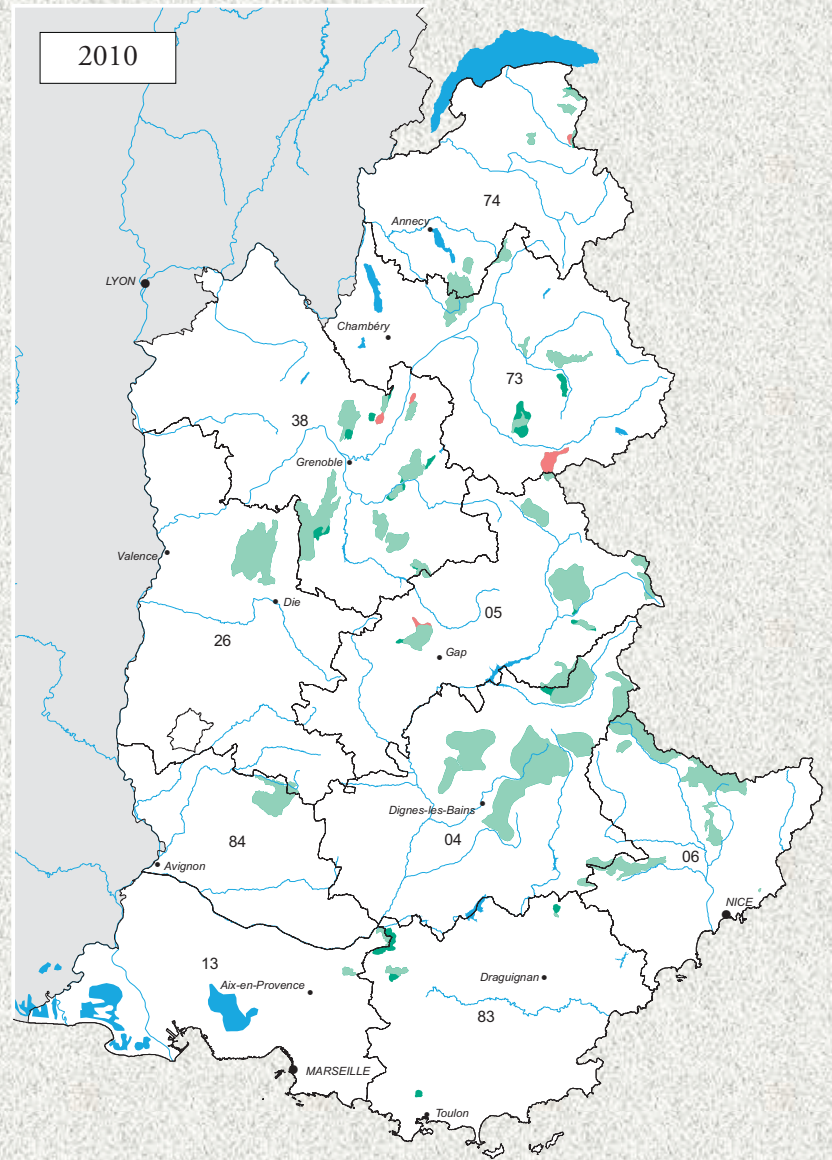 2010
74
Annecy
LYON
Chambéry
73
38
Grenoble
Valence
Die
05
26
Gap
Dignes-les-Bains
04
84
06
Avignon
NICE
13
Aix-en-Provence
Draguignan
83
MARSEILLE
Toulon